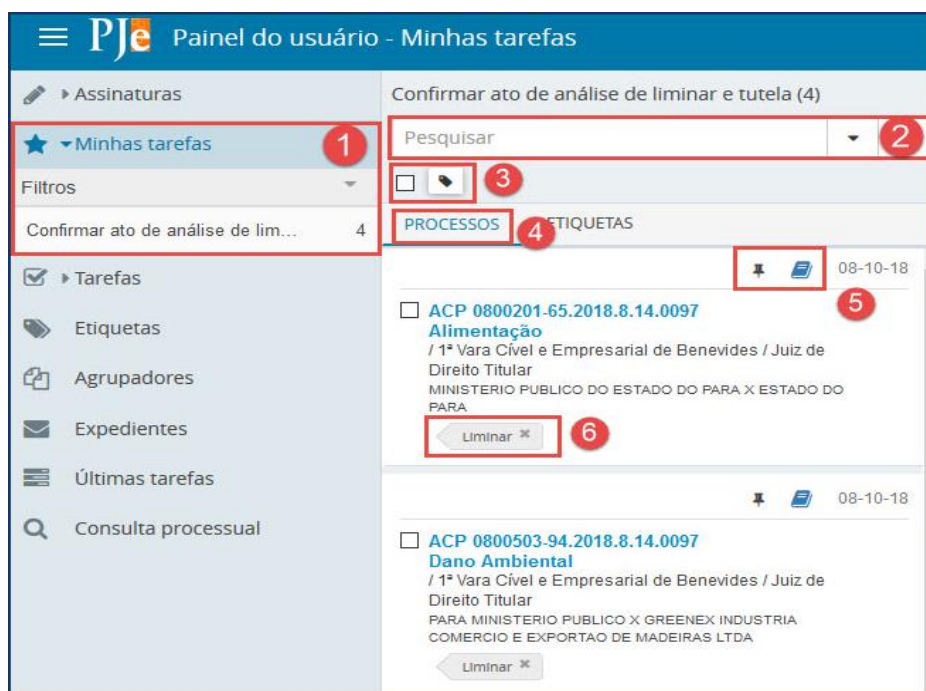 PJe Painel do usuário - Minhas tarefas
Assinaturas
Minhas tarefas
1
Filtros
Confirmar ato de análise de lim... 4
Tarefas
Etiquetas
Agrupadores
Expedientes
Últimas tarefas
Consulta processual
Confirmar ato de análise de liminar e tutela (4)
Pesquisar
2
3
PROCESSOS
4
ETIQUETAS
08-10-18
5
ACP 0800201-65.2018.8.14.0097
Alimentação
/ 1ª Vara Cível e Empresarial de Benevides / Juiz de
Direito Titular
MINISTERIO PUBLICO DO ESTADO DO PARA X ESTADO DO
PARA
Liminar
6
08-10-18
ACP 0800503-94.2018.8.14.0097
Dano Ambiental
/ 1ª Vara Cível e Empresarial de Benevides / Juiz de
Direito Titular
PARA MINISTERIO PUBLICO X GREENEX INDUSTRIA
COMERCIO E EXPORTAO DE MADEIRAS LTDA
Liminar